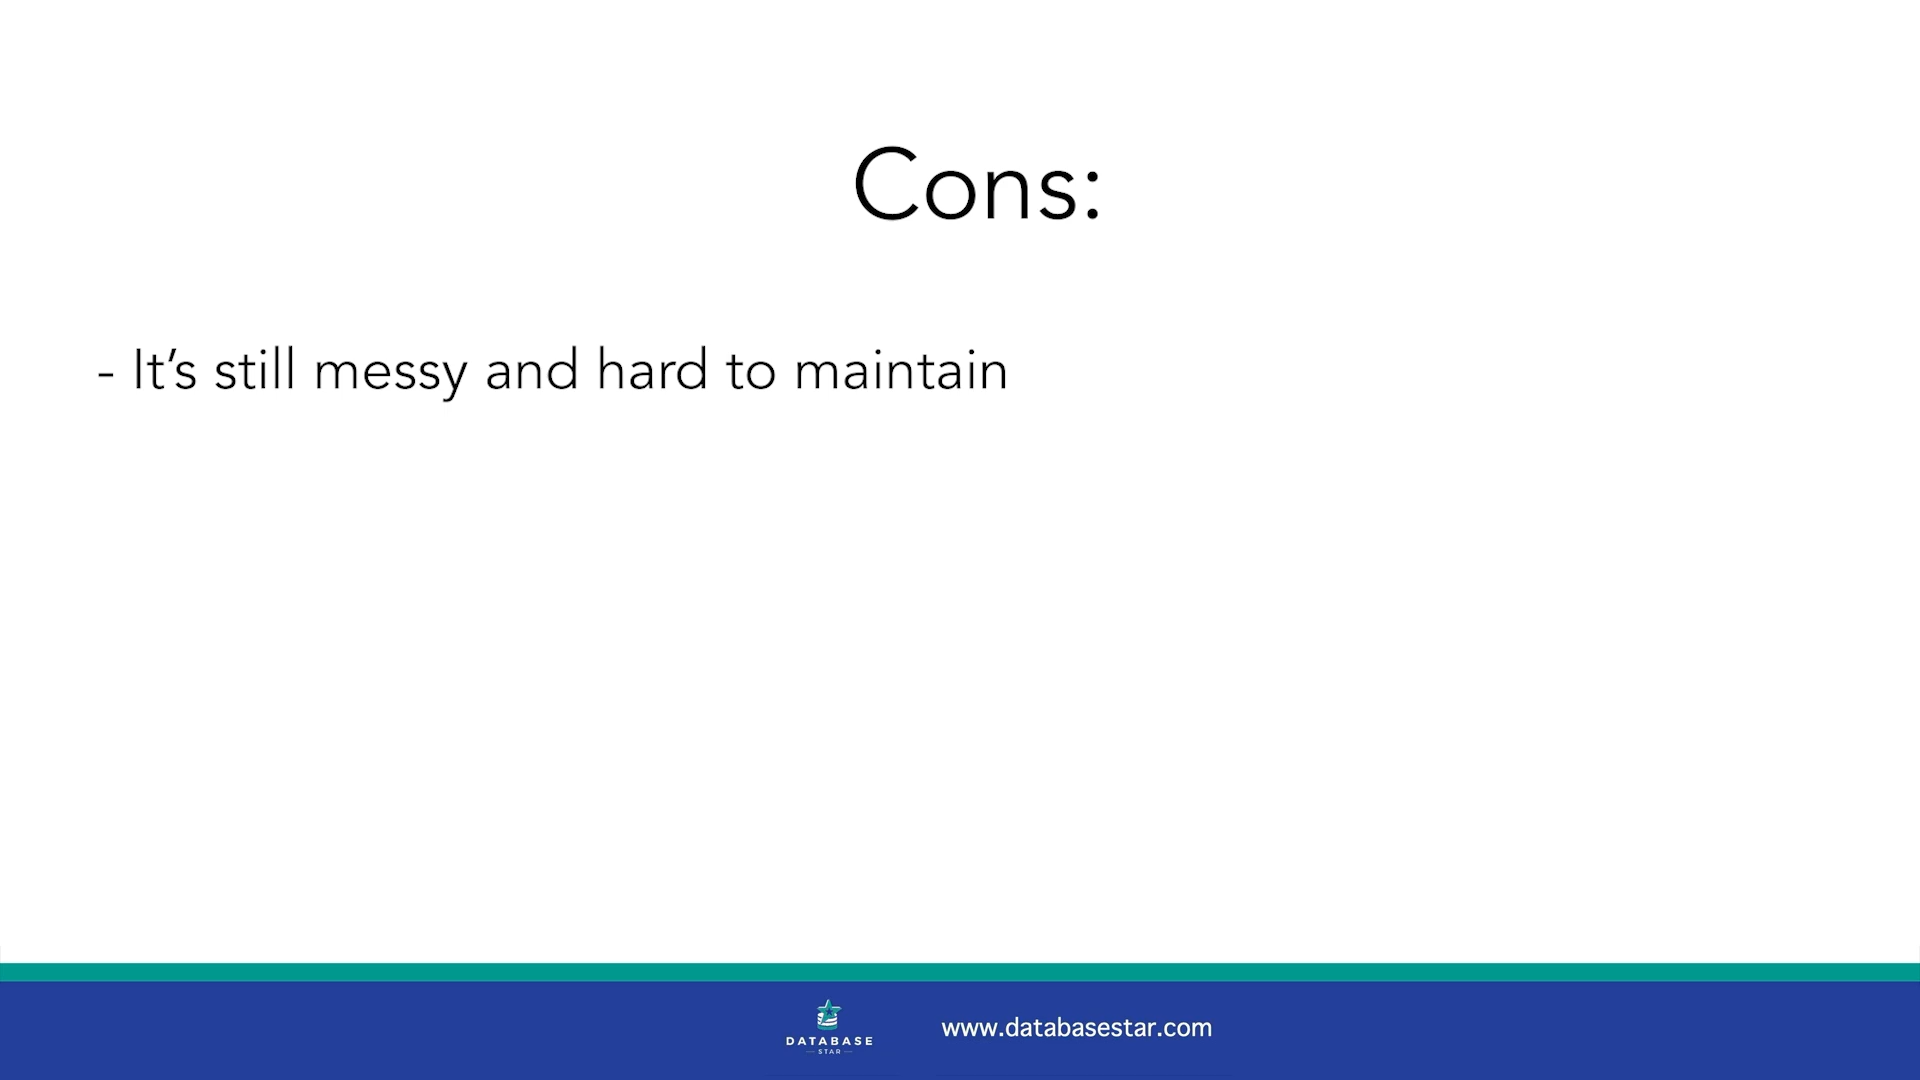 Cons:
- It’s still messy and hard to maintain
DATABASE
STAR
www.databasestar.com